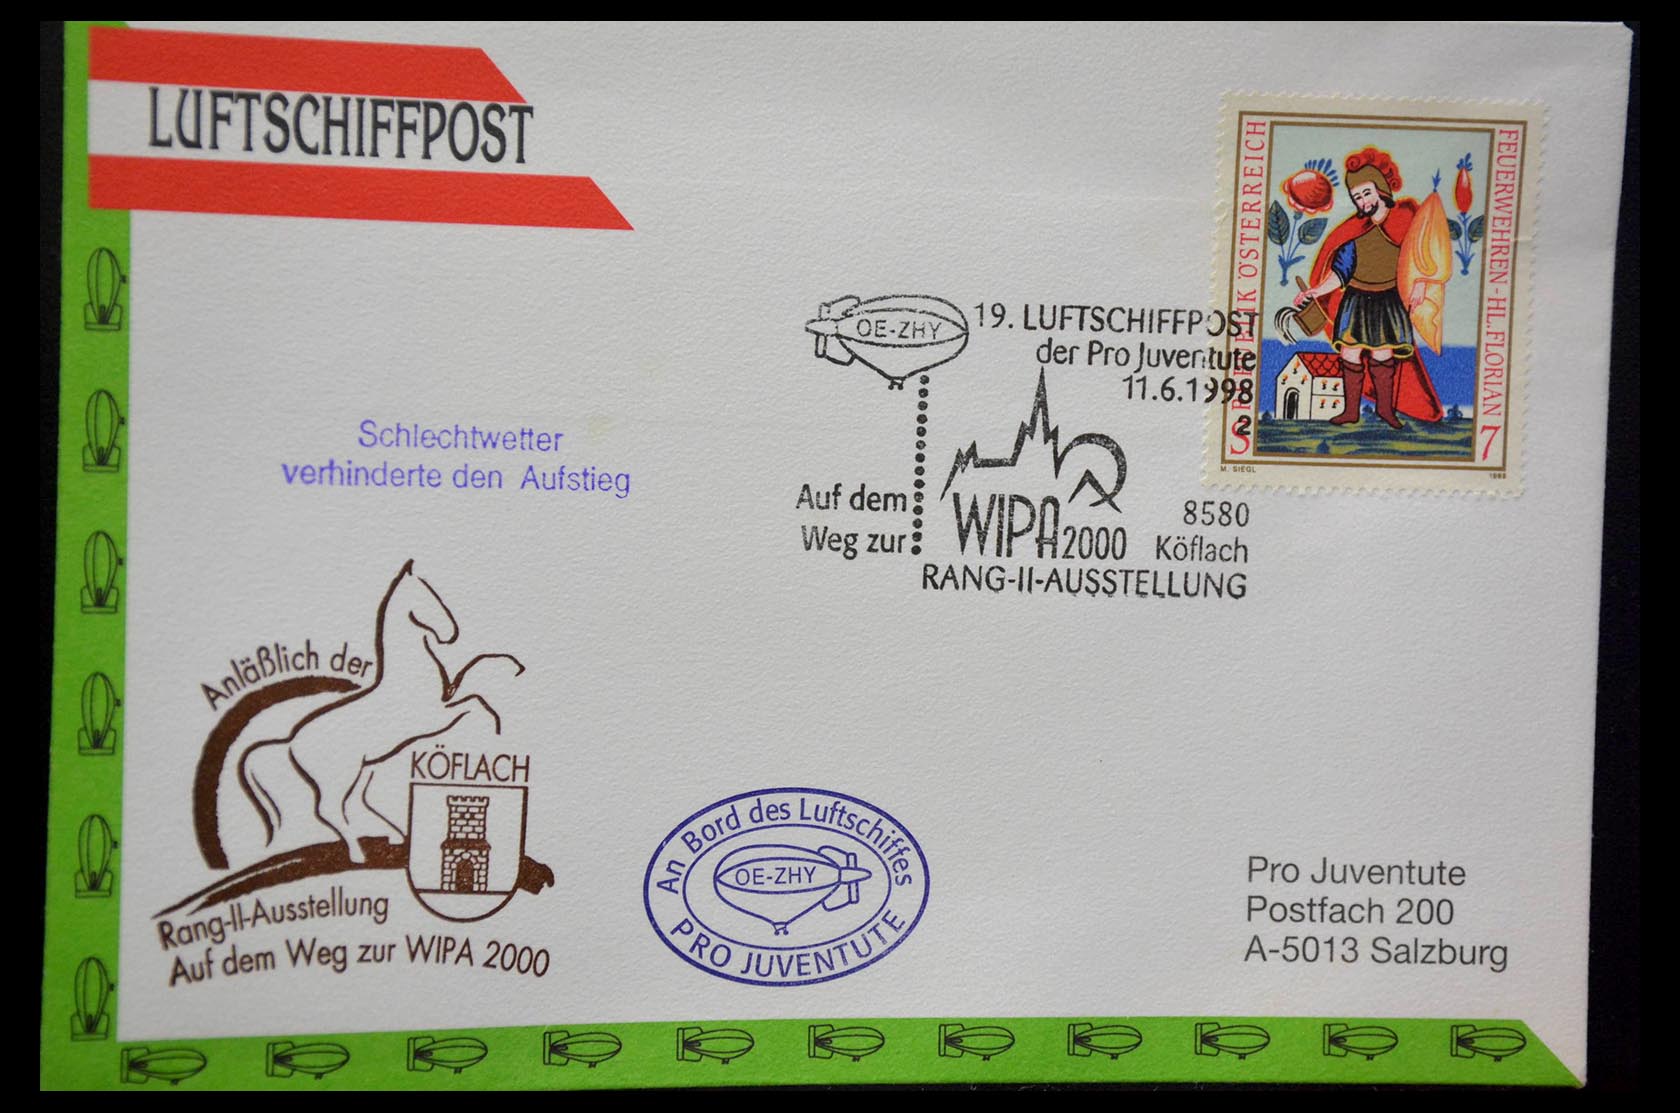 LUFTSCHIFFPOST
REPUBLIK ÖSTERREICH
FEUERWEHREN-HL.FLORIAN
S 7
M. SIEGL
OE-ZHY
19. LUFTSCHIFFPOST
der Pro Juventute
11.6.1998
2
Schlechtwetter
verhinderte den Aufstieg
Auf dem
Weg zur
WIPA 2000
8580
Köflach
RANG-II-AUSSTELLUNG
Anläßlich der
KÖFLACH
Rang-II-Ausstellung
Auf dem Weg zur WIPA 2000
An Bord des Luftschiffes
OE-ZHY
PRO JUVENTUTE
Pro Juventute
Postfach 200
A-5013 Salzburg